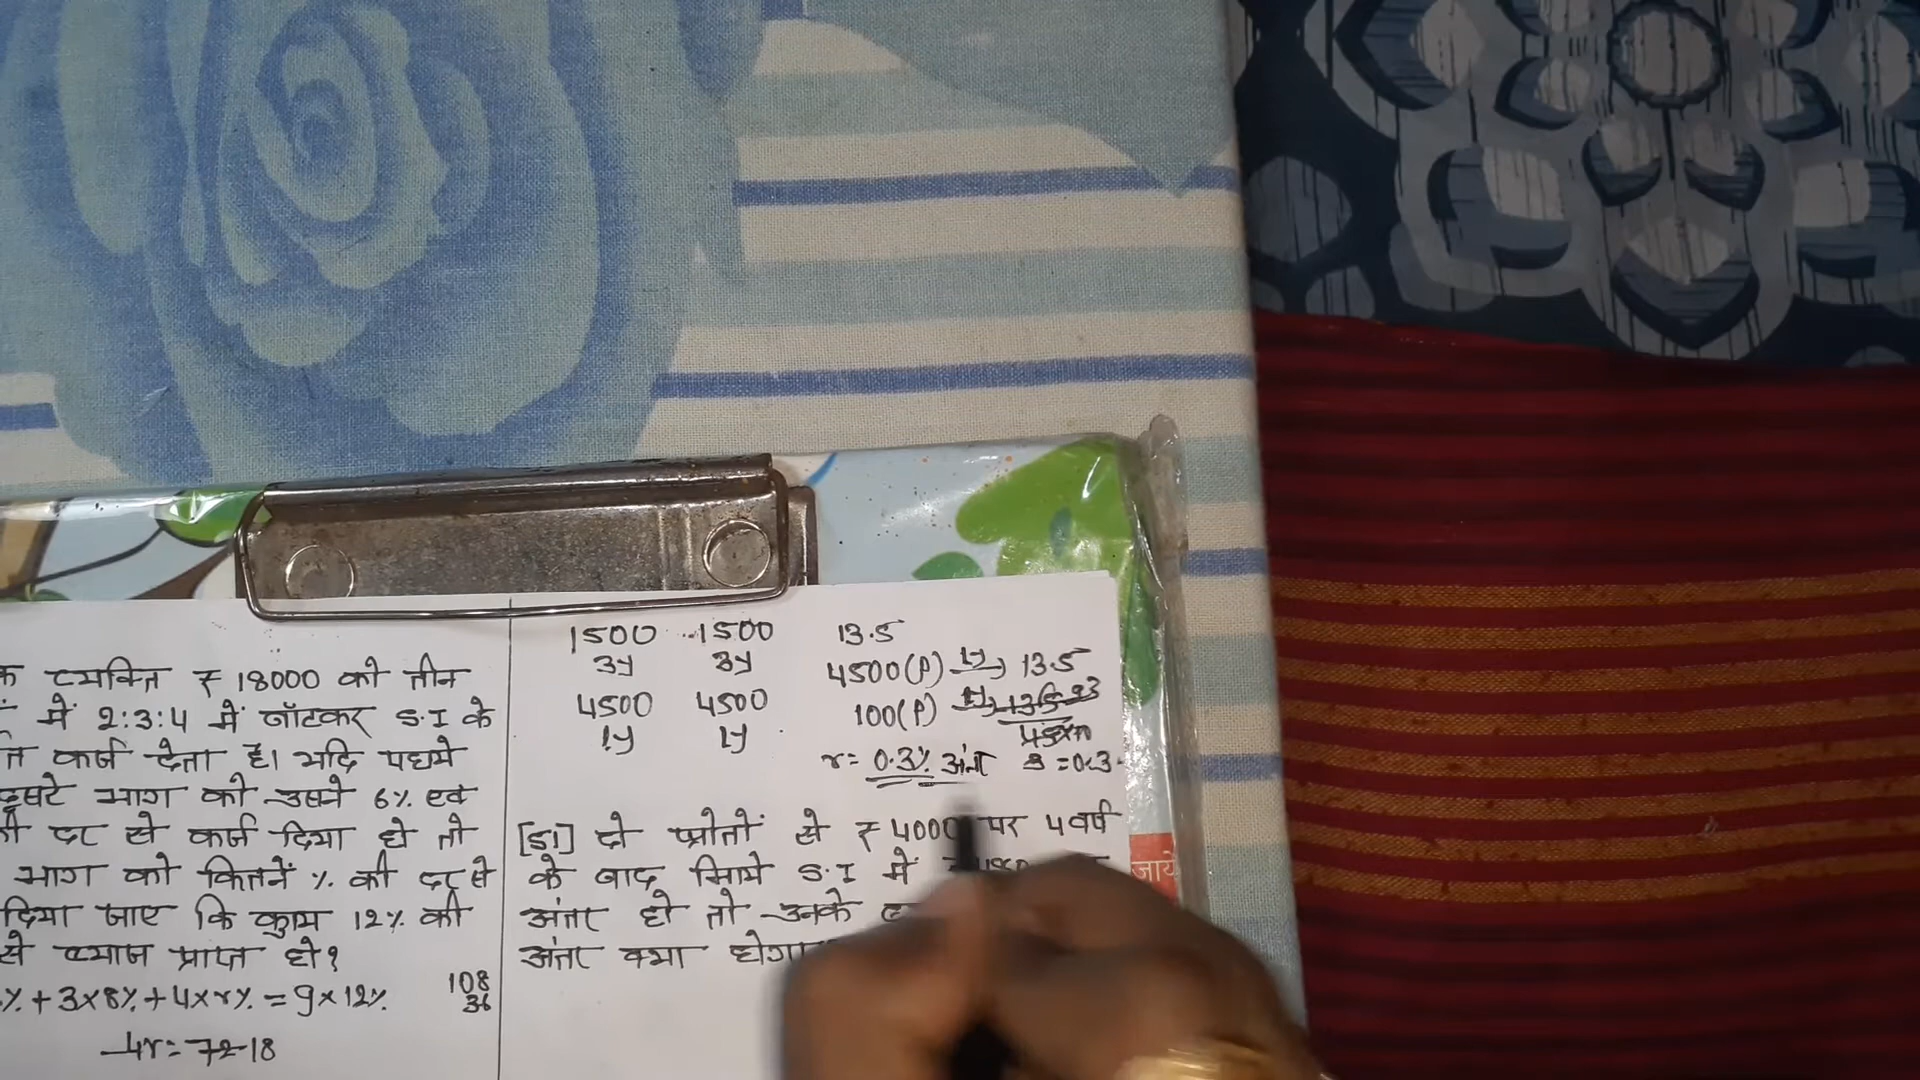 क व्यक्ति ₹ 18000 को तीन
में 2:3:4 में बाँटकर S.I के
त कर्ज देता है। यदि पहले
दूसरे भाग को उसने 6% एवं
की दर से कर्ज दिया हो तो
भाग को कितनें % की दर से
दिया जाए कि कुल 12% की
से ब्याज प्राप्त हो?
% + 3×8% + 4×r% = 9×12%
108
36
4r = 72-18
1500 1500 13.5
3y 3y 4500(P) 1y 13.5
4500 4500 100(P)
1y 1y
r = 0.3% अंतर = 0.3
[51] दो स्रोतों से ₹ 4000 पर 4 वर्ष
के बाद मिले S.I में
अंतर हो तो उनके
अंतर क्या होगा
जाये